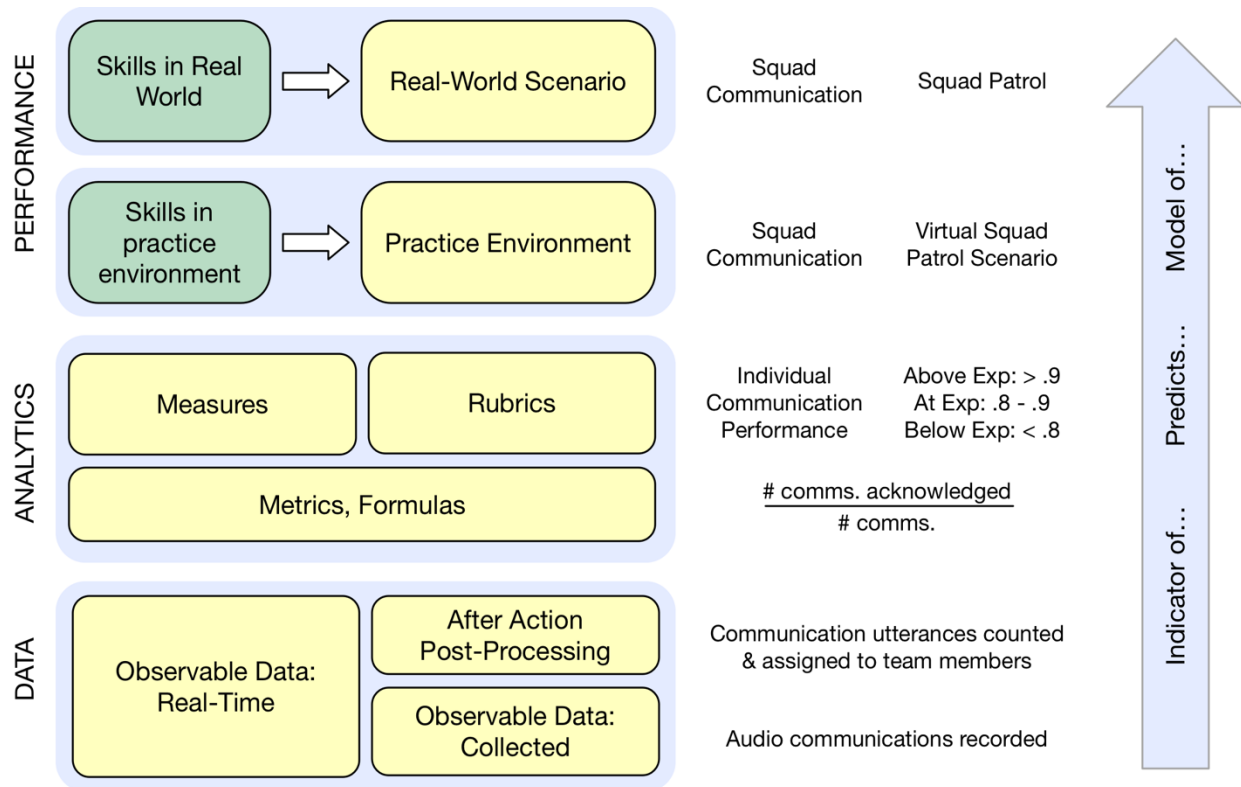 PERFORMANCE
Skills in Real
World
Real-World Scenario
Squad
Communication
Squad Patrol
Skills in
practice
environment
Practice Environment
Squad
Communication
Virtual Squad
Patrol Scenario
ANALYTICS
Measures
Rubrics
Individual
Communication
Performance
Above Exp: > .9
At Exp: .8 - .9
Below Exp: < .8
Metrics, Formulas
# comms. acknowledged
# comms.
DATA
Observable Data:
Real-Time
After Action
Post-Processing
Observable Data:
Collected
Communication utterances counted
& assigned to team members
Audio communications recorded
Model of...
Predicts...
Indicator of...